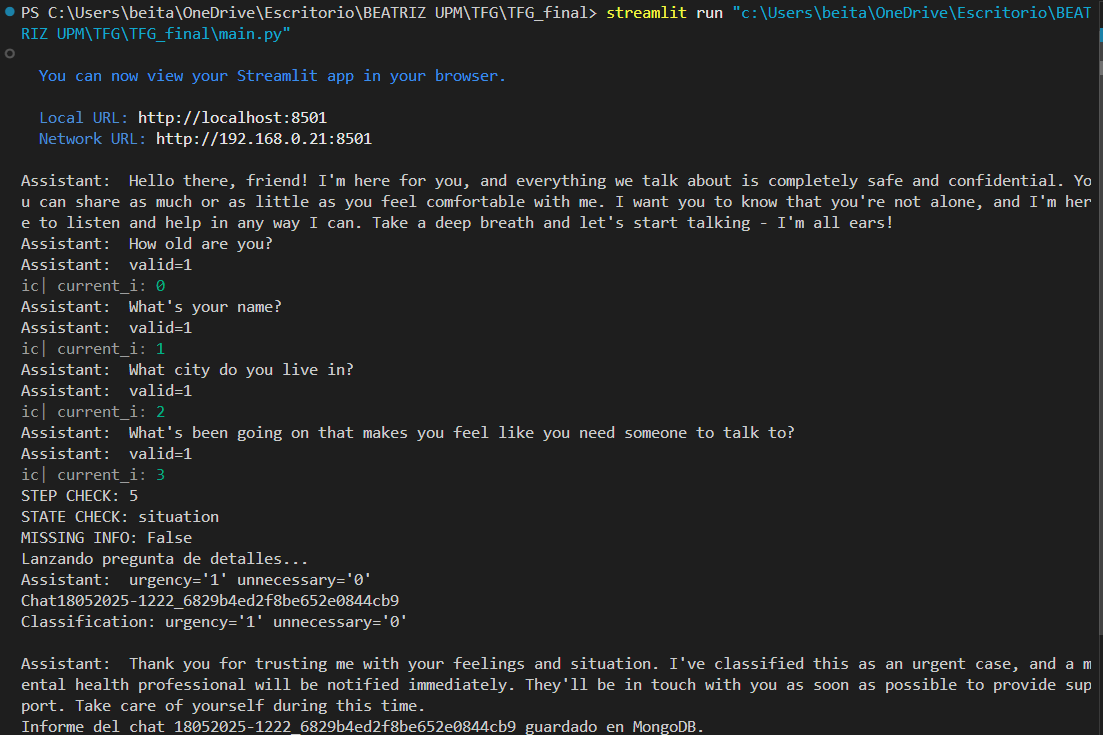 PS C:\Users\beita\OneDrive\Escritorio\BEATRIZ UPM\TFG\TFG_final> streamlit run "c:\Users\beita\OneDrive\Escritorio\BEAT
RIZ UPM\TFG\TFG_final\main.py"
You can now view your Streamlit app in your browser.
Local URL: http://localhost:8501
Network URL: http://192.168.0.21:8501
Assistant:  Hello there, friend! I'm here for you, and everything we talk about is completely safe and confidential. Yo
u can share as much or as little as you feel comfortable with me. I want you to know that you're not alone, and I'm her
e to listen and help in any way I can. Take a deep breath and let's start talking - I'm all ears!
Assistant:  How old are you?
Assistant:  valid=1
ic| current_i: 0
Assistant:  What's your name?
Assistant:  valid=1
ic| current_i: 1
Assistant:  What city do you live in?
Assistant:  valid=1
ic| current_i: 2
Assistant:  What's been going on that makes you feel like you need someone to talk to?
Assistant:  valid=1
ic| current_i: 3
STEP CHECK: 5
STATE CHECK: situation
MISSING INFO: False
Lanzando pregunta de detalles...
Assistant:  urgency='1' unnecessary='0'
Chat18052025-1222_6829b4ed2f8be652e0844cb9
Classification: urgency='1' unnecessary='0'
Assistant:  Thank you for trusting me with your feelings and situation. I've classified this as an urgent case, and a m
ental health professional will be notified immediately. They'll be in touch with you as soon as possible to provide sup
port. Take care of yourself during this time.
Informe del chat 18052025-1222_6829b4ed2f8be652e0844cb9 guardado en MongoDB.